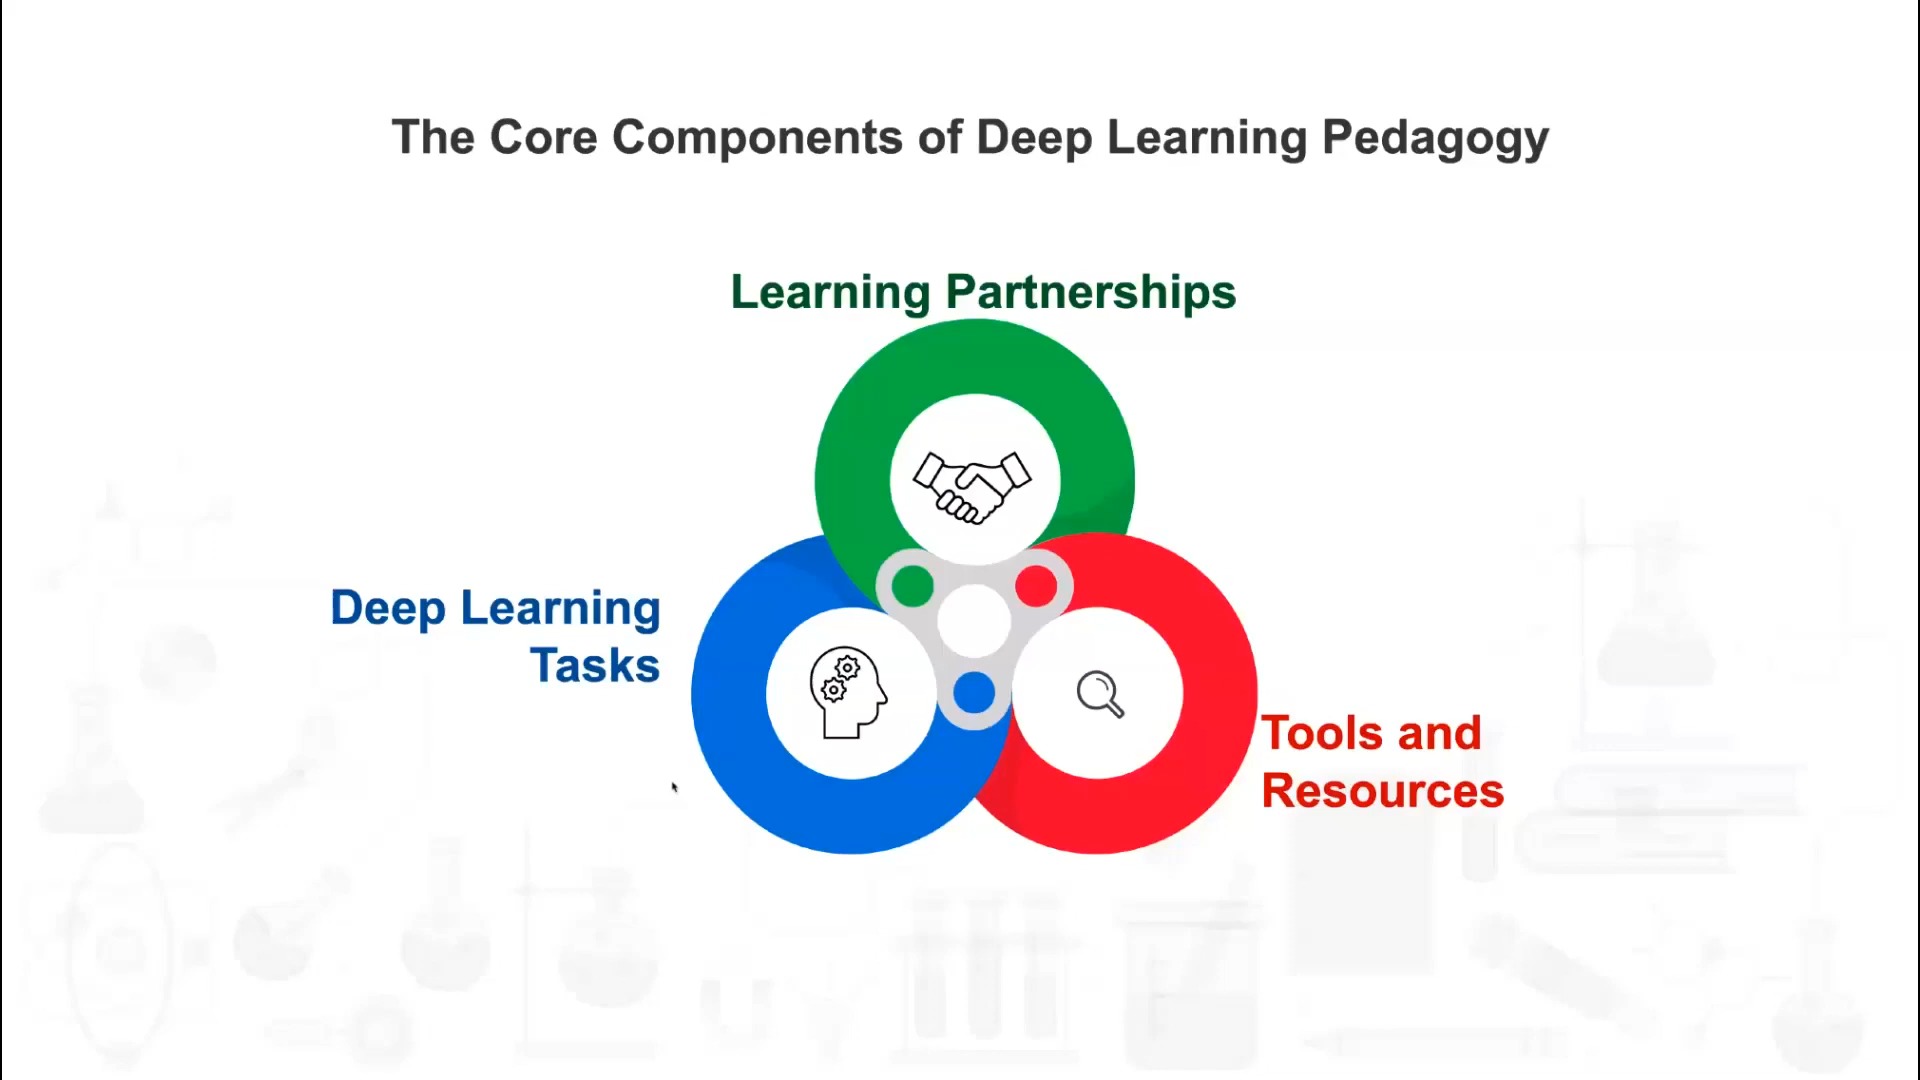 The Core Components of Deep Learning Pedagogy
Learning Partnerships
Deep Learning
Tasks
Tools and
Resources